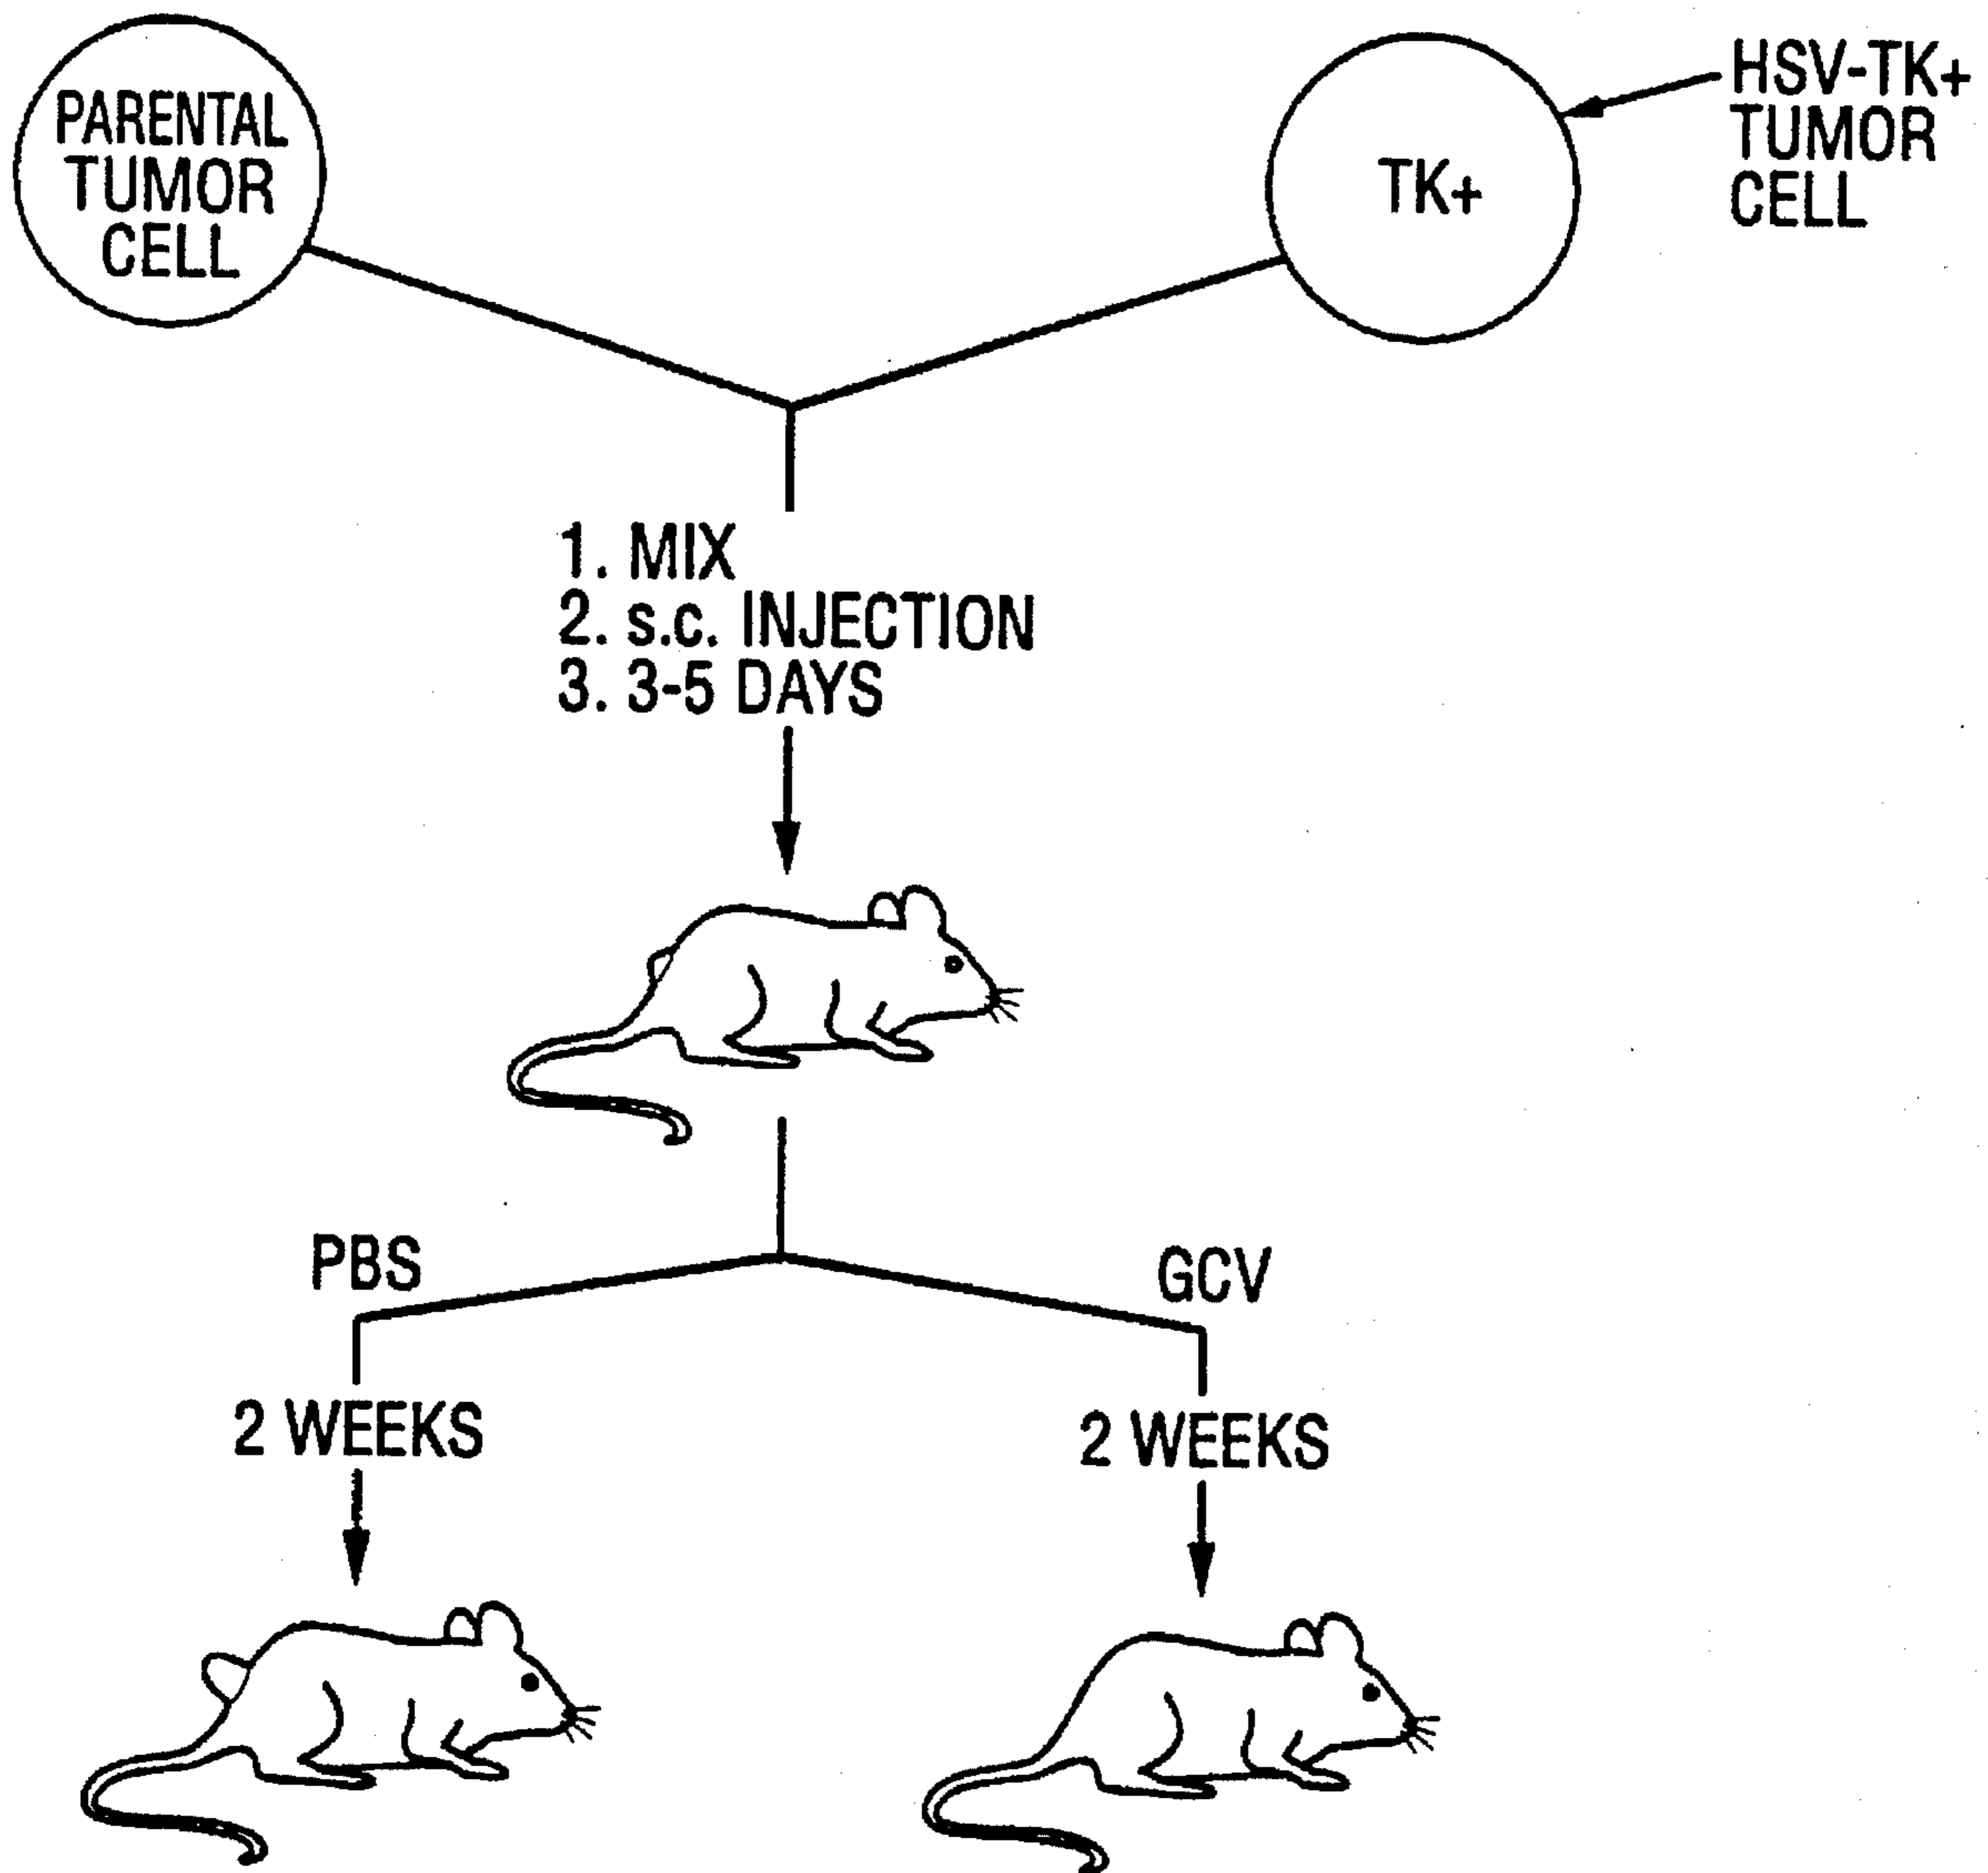 PARENTAL
TUMOR
CELL
TK+
HSV-TK+
TUMOR
CELL
1. MIX
2. s.c. INJECTION
3. 3-5 DAYS
PBS
GCV
2 WEEKS
2 WEEKS